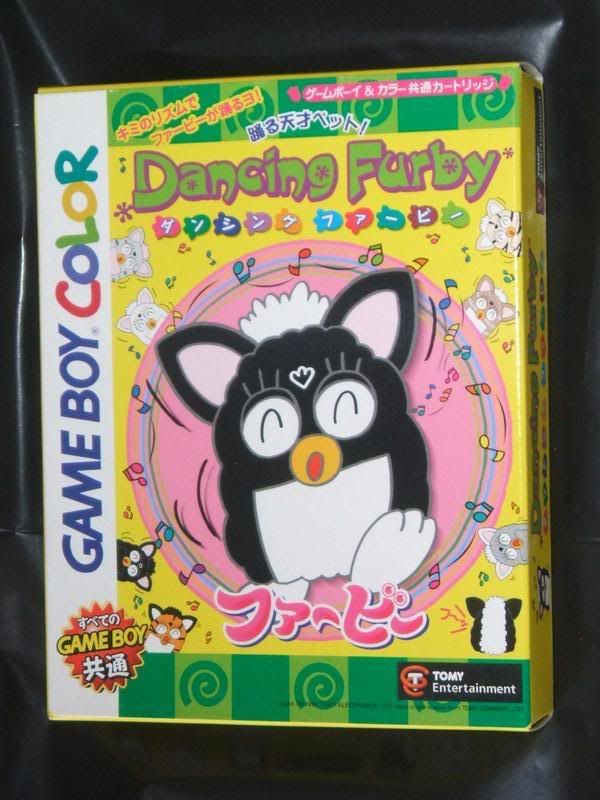 ゲームボーイ & カラー 共通カートリッジ
キミのリズムで
ファービーが踊るヨ!
踊る天才ペット!
Dancing Furby
ダンシングファービー
GAME BOY COLOR
ファービー
すべての
GAME BOY
共通
TOMY
Entertainment